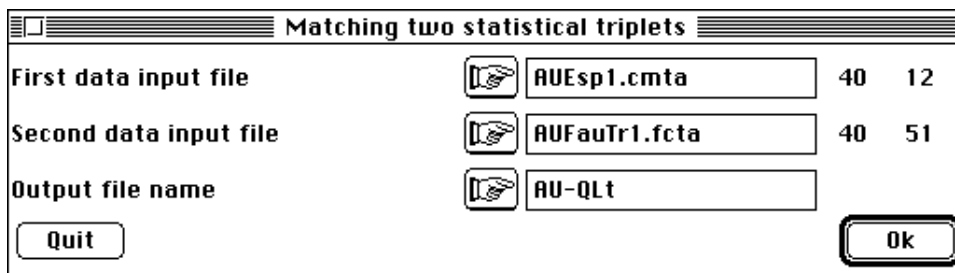 Matching two statistical triplets
First data input file AUEsp1.cmta 40 12
Second data input file AUFauTr1.fcta 40 51
Output file name AU-QLt
Quit Ok